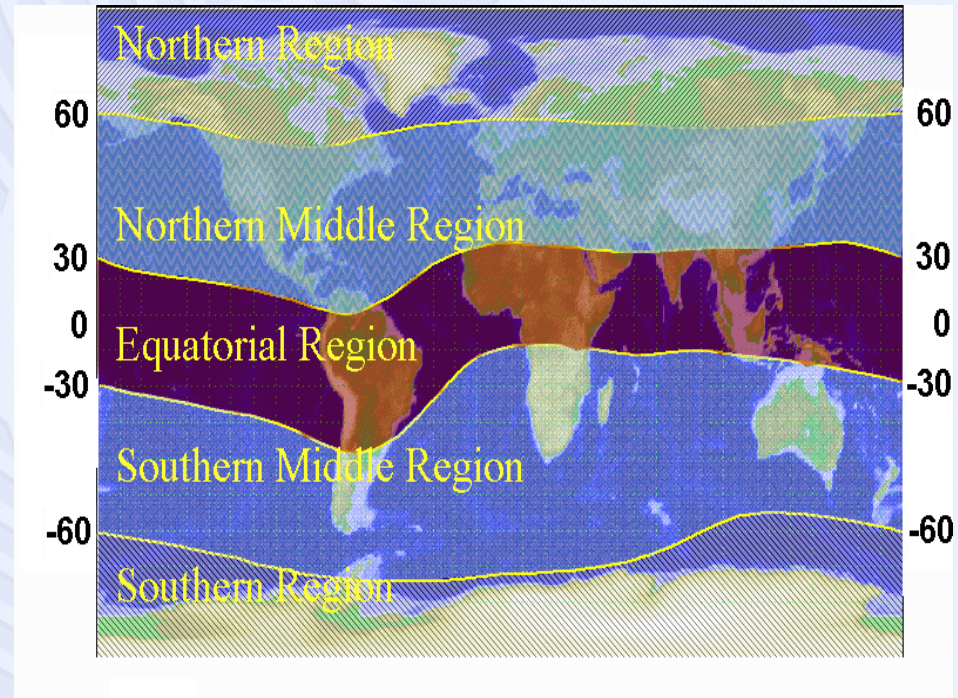 Northern Region
60 60
Northern Middle Region
30 30
0 0
Equatorial Region
-30 -30
Southern Middle Region
-60 -60
Southern Region